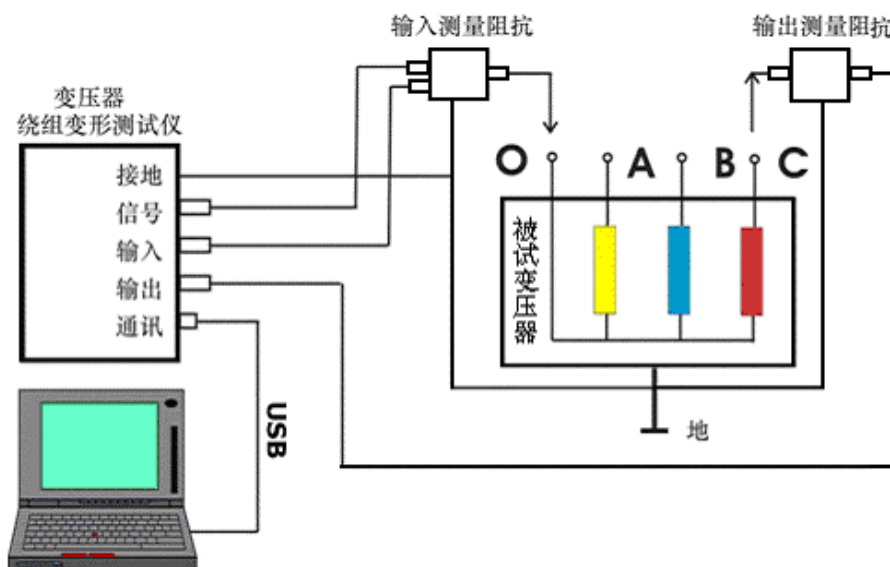 输入测量阻抗
输出测量阻抗
变压器
绕组变形测试仪
接地
信号
输入
输出
通讯
O A B C
被试变压器
地
USB